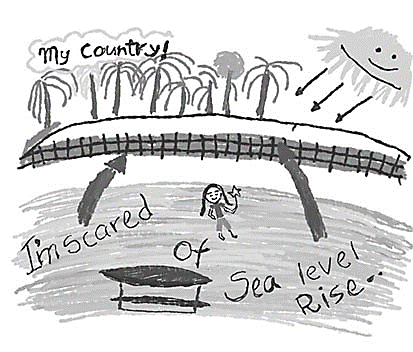 My Country!
I'm scared
Of
Sea level
Rise..